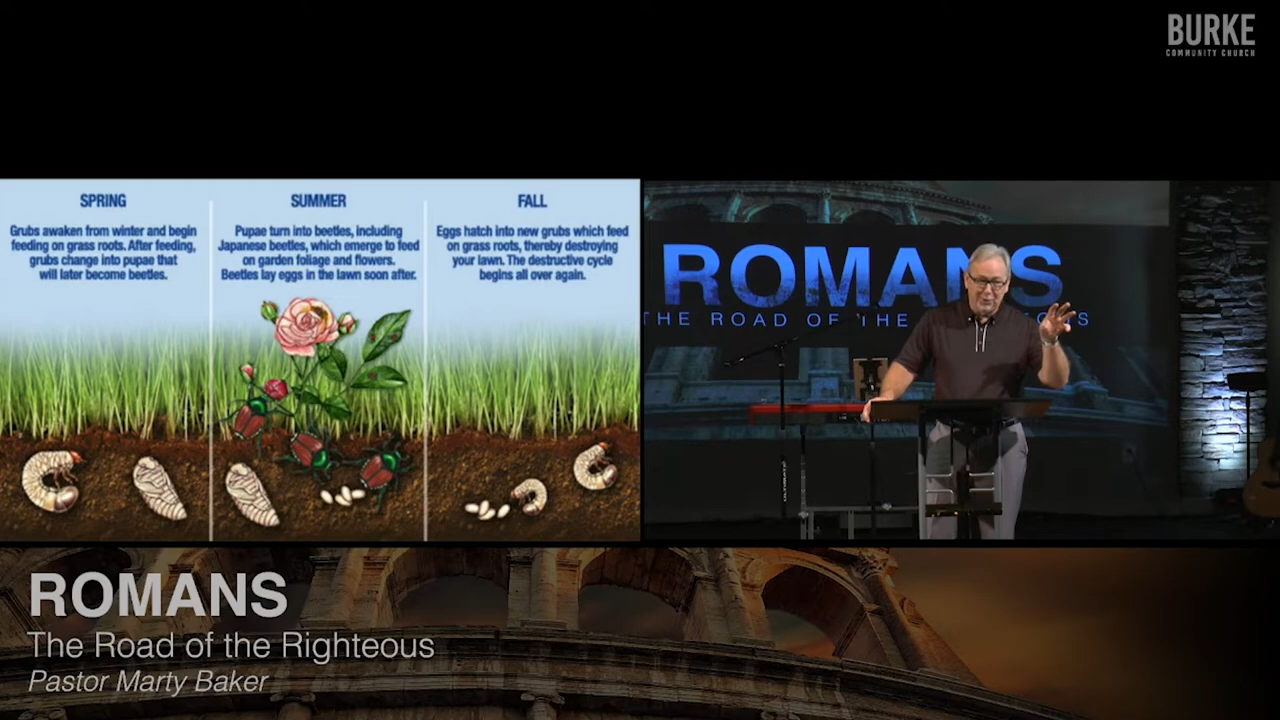 BURKE
COMMUNITY CHURCH
SPRING
Grubs awaken from winter and begin
feeding on grass roots. After feeding,
grubs change into pupae that
will later become beetles.
SUMMER
Pupae turn into beetles, including
Japanese beetles, which emerge to feed
on garden foliage and flowers.
Beetles lay eggs in the lawn soon after.
FALL
Eggs hatch into new grubs which feed
on grass roots, thereby destroying
your lawn. The destructive cycle
begins all over again.
ROMANS
THE ROAD OF THE
ROMANS
The Road of the Righteous
Pastor Marty Baker